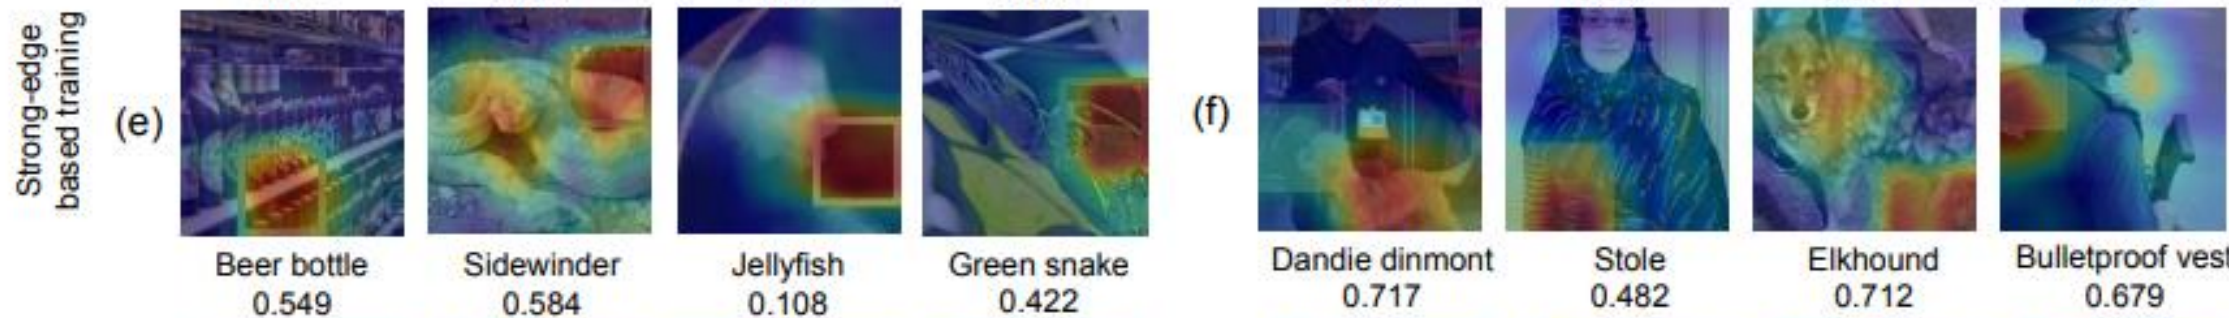 Strong-edge
based training
(e)
Beer bottle
0.549
Sidewinder
0.584
Jellyfish
0.108
Green snake
0.422
(f)
Dandie dinmont
0.717
Stole
0.482
Elkhound
0.712
Bulletproof vest
0.679